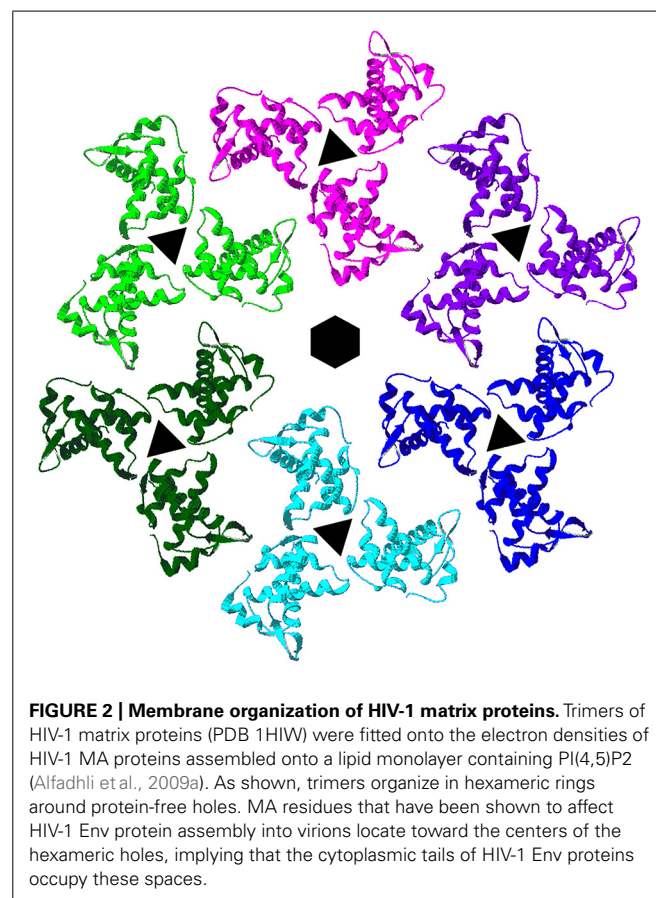 FIGURE 2 | Membrane organization of HIV-1 matrix proteins. Trimers of
HIV-1 matrix proteins (PDB 1HIW) were fitted onto the electron densities of
HIV-1 MA proteins assembled onto a lipid monolayer containing PI(4,5)P2
(Alfadhli et al., 2009a). As shown, trimers organize in hexameric rings
around protein-free holes. MA residues that have been shown to affect
HIV-1 Env protein assembly into virions locate toward the centers of the
hexameric holes, implying that the cytoplasmic tails of HIV-1 Env proteins
occupy these spaces.